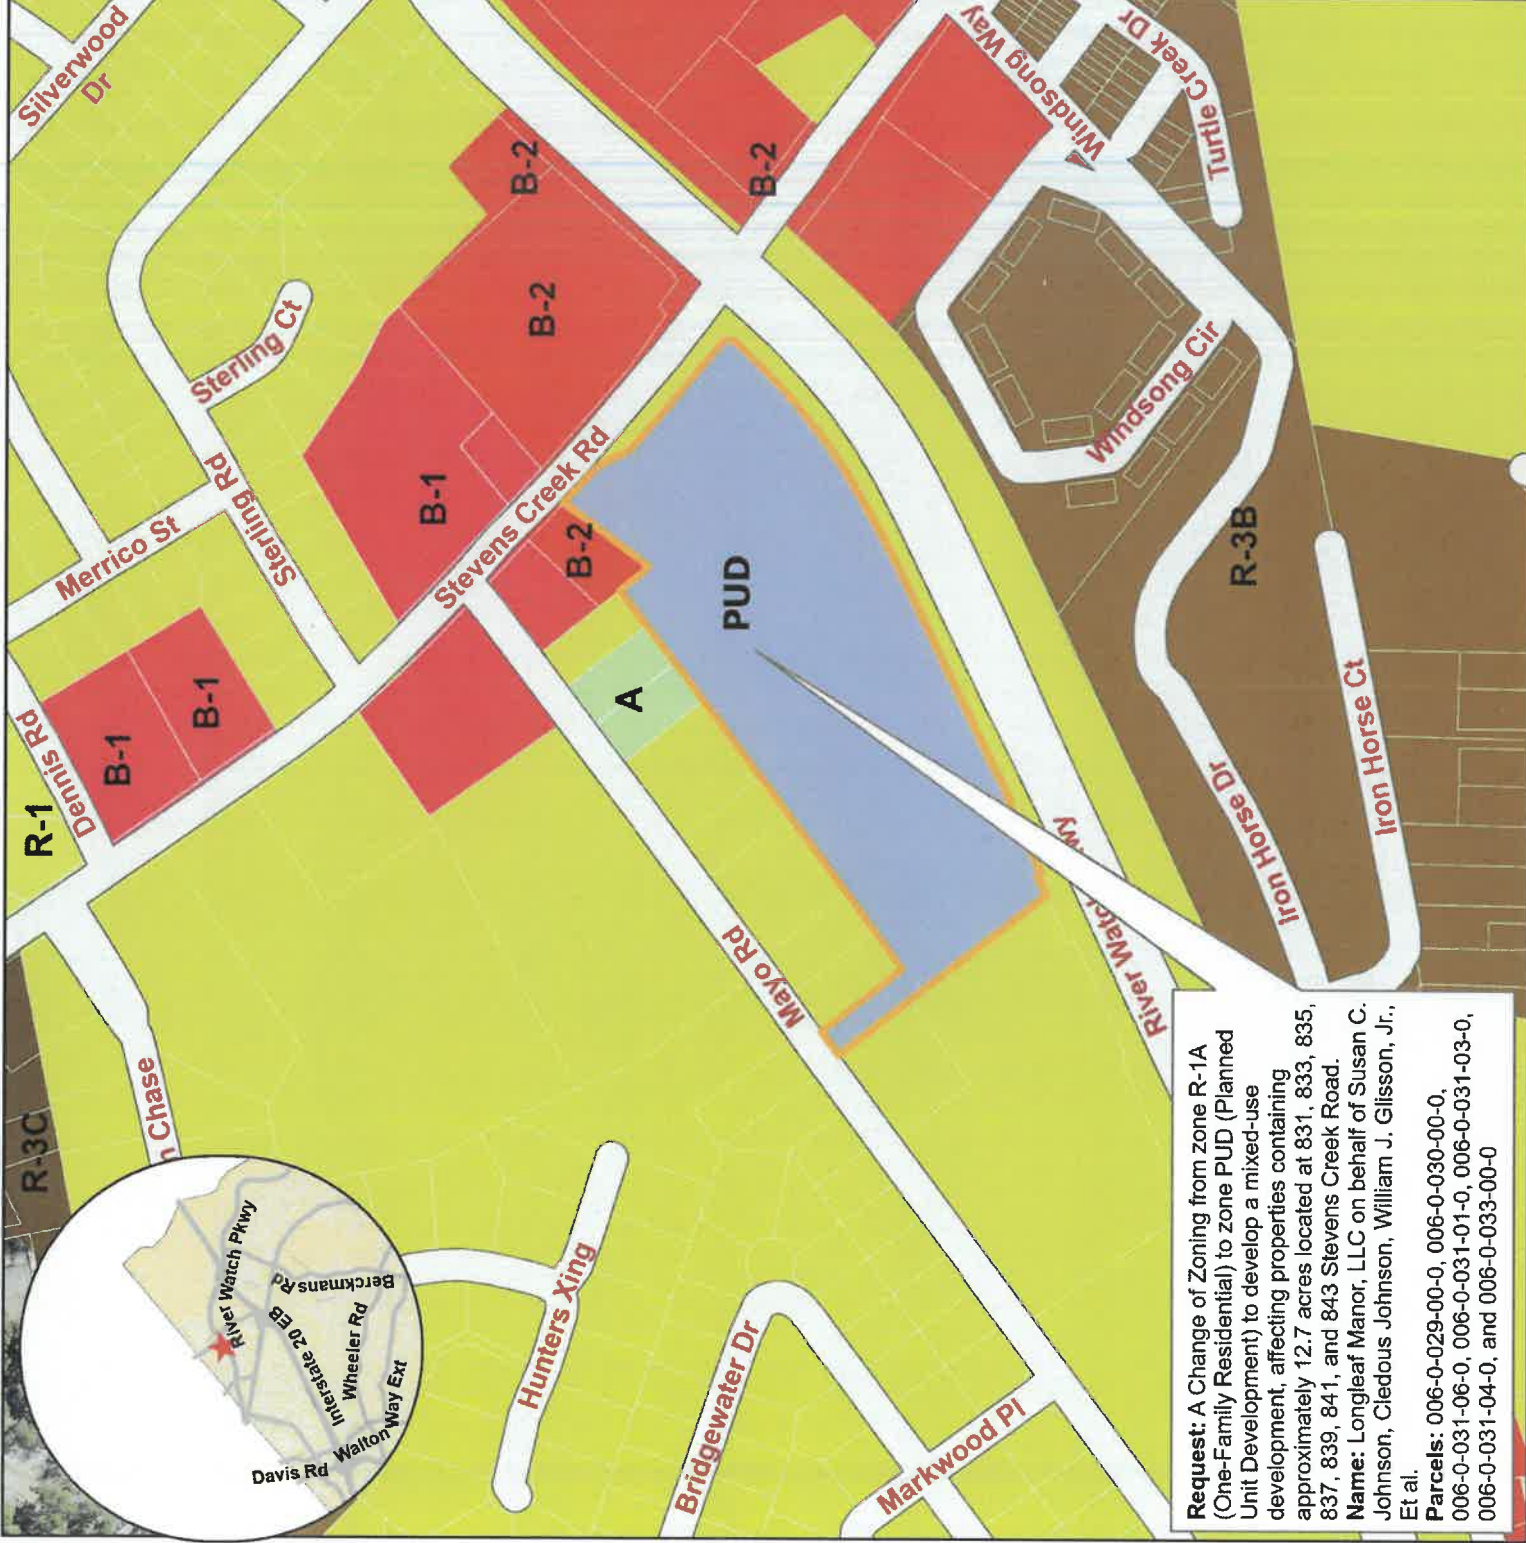 Silverwood
Dr
Sterling Ct
Sterling Rd
Sterling
Merrico St
Dennis Rd
R-1
B-1
B-1
B-1
B-2
B-2
B-2
B-2
Stevens Creek Rd
A
PUD
Mayo Rd
Windsong Way
Windsong Cir
Turtle Creek Dr
R-3B
Iron Horse Dr
Iron Horse Ct
River Watch
wy
R-3C
n Chase
Hunters Xing
Bridgewater Dr
Markwood Pl
River Watch Pkwy
Berckmans Rd
Interstate 20 EB
Wheeler Rd
Walton Way Ext
Davis Rd
Request: A Change of Zoning from zone R-1A
(One-Family Residential) to zone PUD (Planned
Unit Development) to develop a mixed-use
development, affecting properties containing
approximately 12.7 acres located at 831, 833, 835,
837, 839, 841, and 843 Stevens Creek Road.
Name: Longleaf Manor, LLC on behalf of Susan C.
Johnson, Cledous Johnson, William J. Glisson, Jr.,
Et al.
Parcels: 006-0-029-00-0, 006-0-030-00-0,
006-0-031-06-0, 006-0-031-01-0, 006-0-031-03-0,
006-0-031-04-0, and 006-0-033-00-0